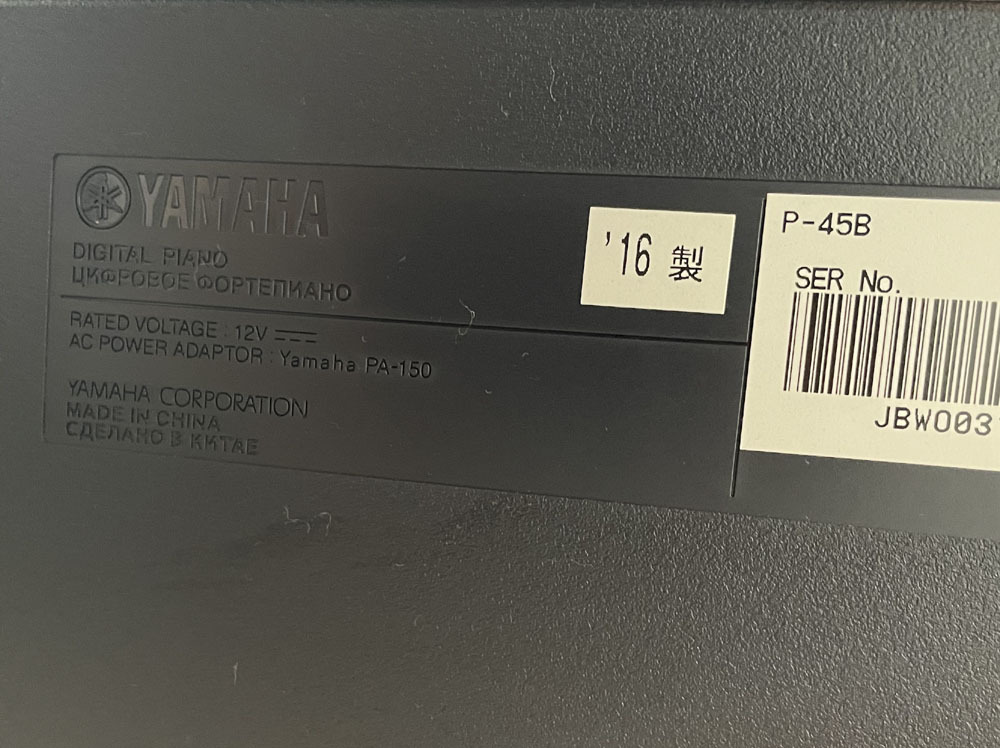 YAMAHA
DIGITAL PIANO
ЦИФРОВОЕ ФОРТЕПИАНО
RATED VOLTAGE : 12V
AC POWER ADAPTOR : Yamaha PA-150
YAMAHA CORPORATION
MADE IN CHINA
СДЕЛАНО В КИТАЕ
'16 製
P-45B
SER No.
JBWO03